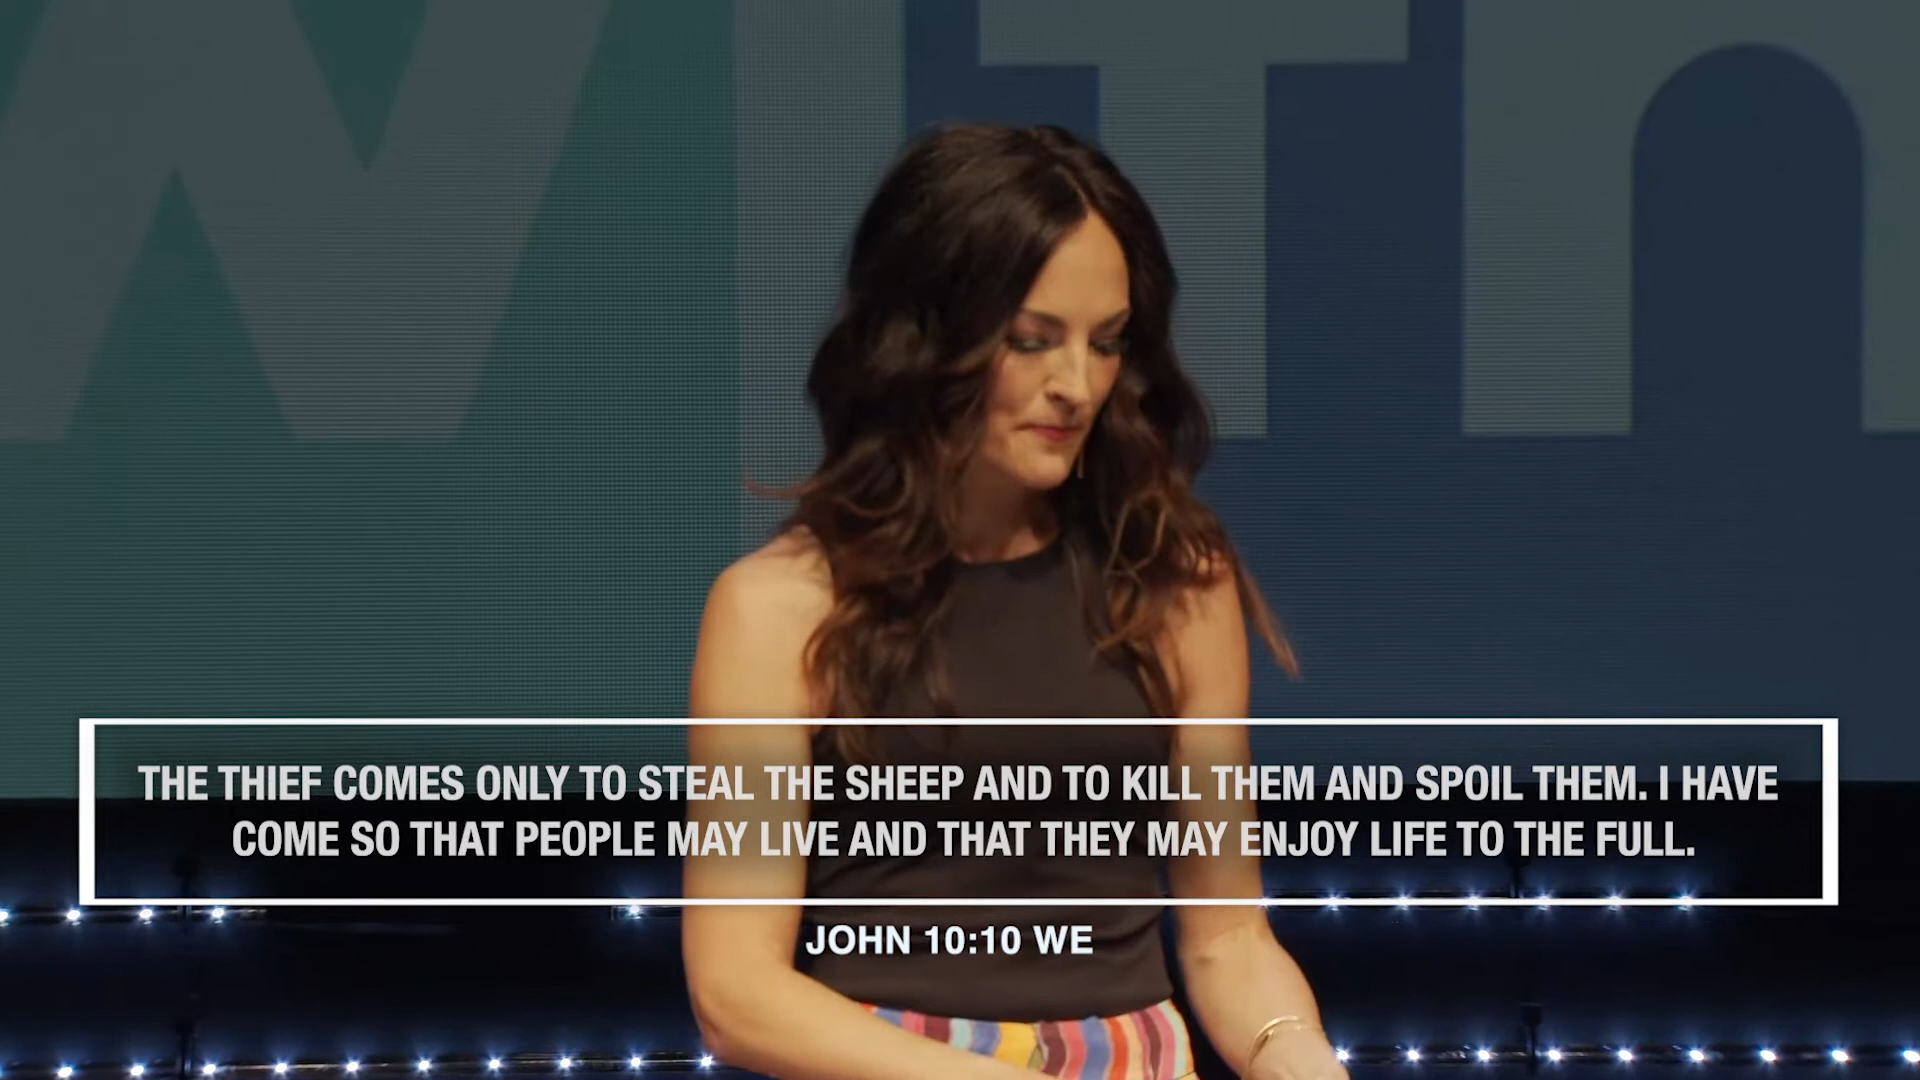 W Th
THE THIEF COMES ONLY TO STEAL THE SHEEP AND TO KILL THEM AND SPOIL THEM. I HAVE
COME SO THAT PEOPLE MAY LIVE AND THAT THEY MAY ENJOY LIFE TO THE FULL.
JOHN 10:10 WE